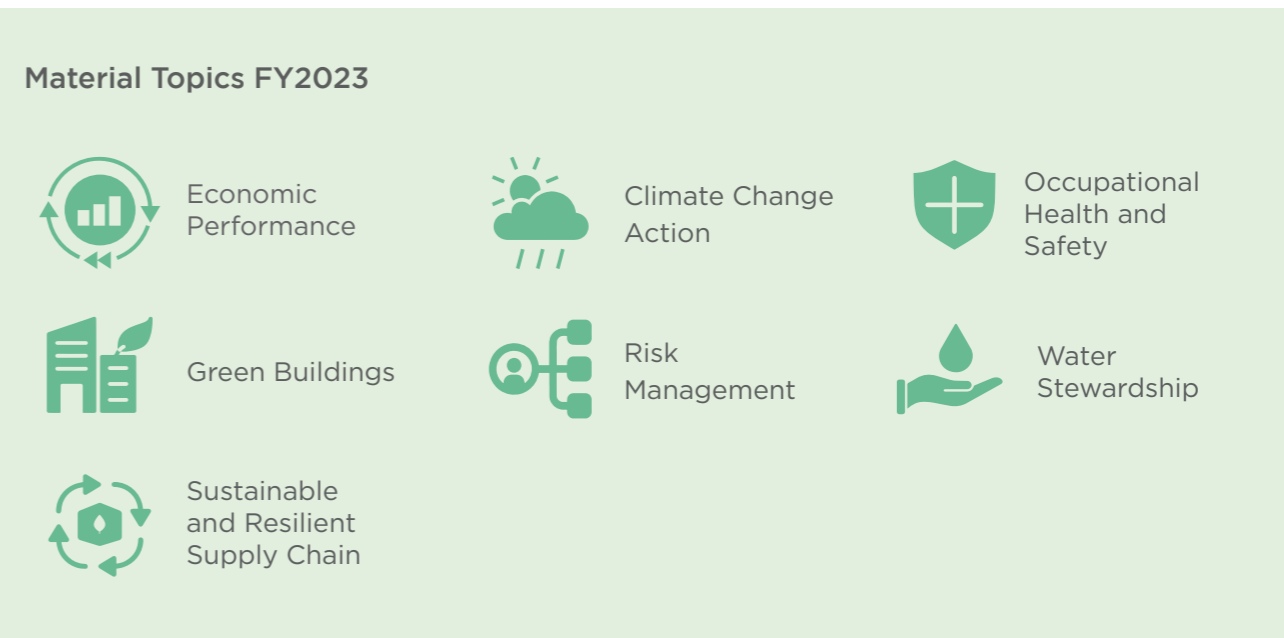 Material Topics FY2023
Economic
Performance
Climate Change
Action
Occupational
Health and
Safety
Green Buildings
Risk
Management
Water
Stewardship
Sustainable
and Resilient
Supply Chain